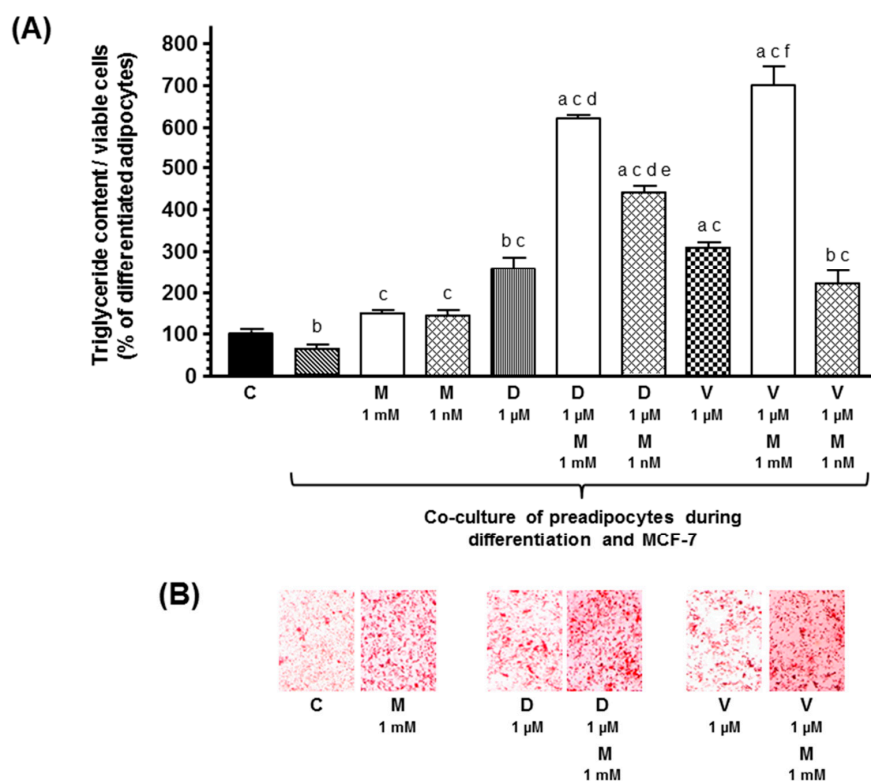 (A)
Triglyceride content / viable cells
(% of differentiated adipocytes)
800
700
600
500
400
300
200
100
0
b
c
c
b c
a c d
a c d e
a c
a c f
b c
C M M D D D V V V
1 mM 1 nM 1 µM 1 µM 1 µM 1 µM 1 µM 1 µM
M M M M
1 mM 1 nM 1 mM 1 nM
Co-culture of preadipocytes during
differentiation and MCF-7
(B)
C M D D V V
1 mM 1 µM 1 µM 1 µM 1 µM
M M
1 mM 1 mM